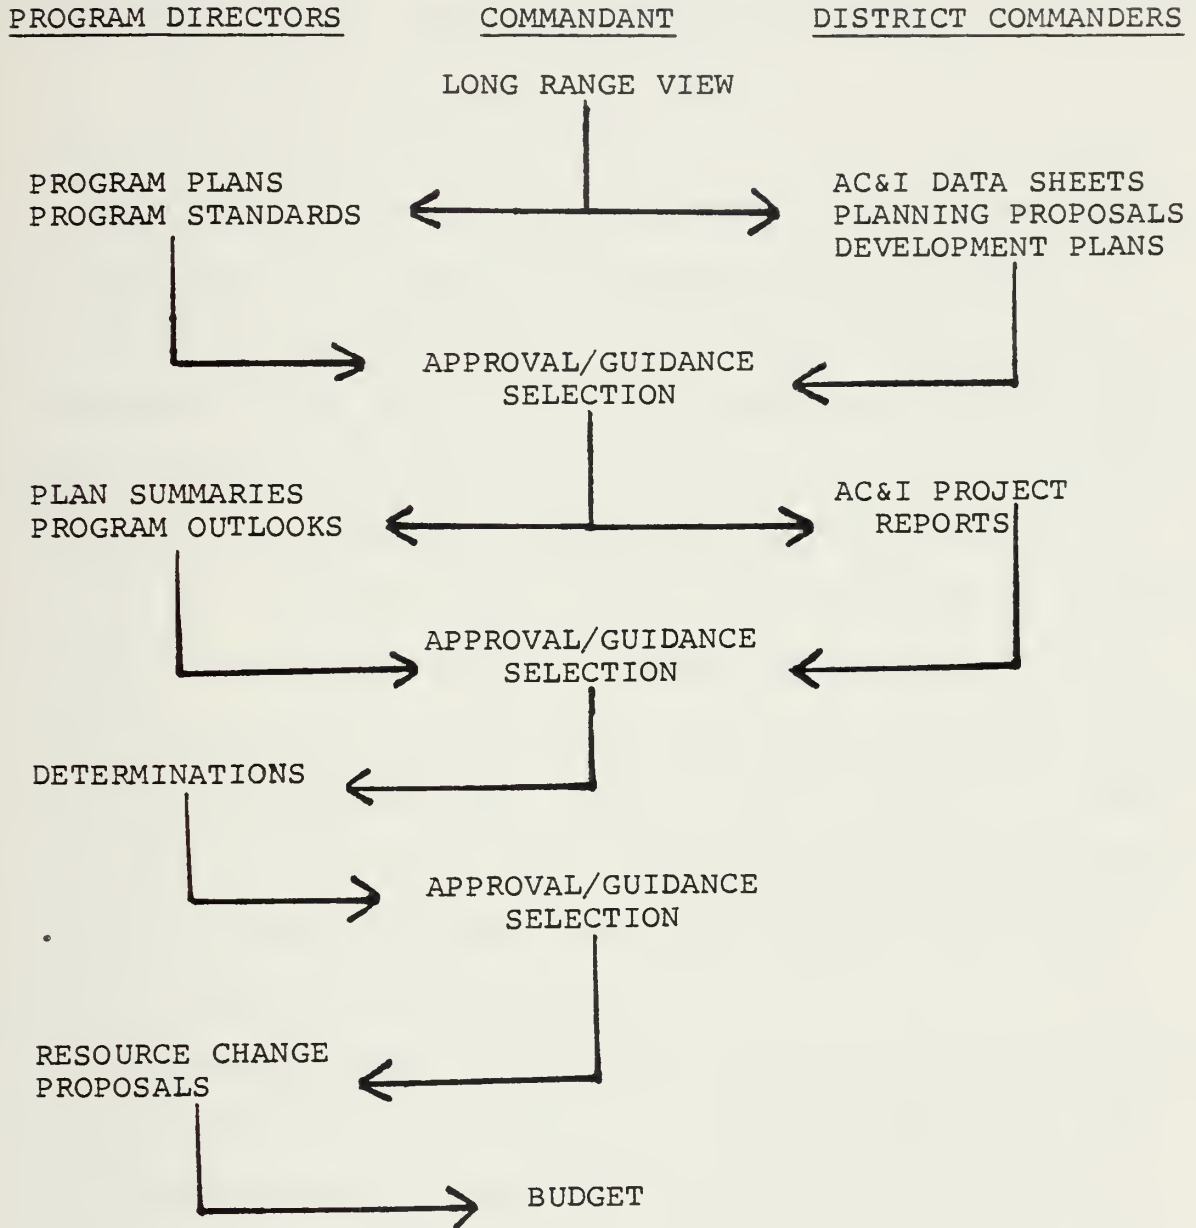 PROGRAM DIRECTORS COMMANDANT DISTRICT COMMANDERS
LONG RANGE VIEW
PROGRAM PLANS
PROGRAM STANDARDS
AC&I DATA SHEETS
PLANNING PROPOSALS
DEVELOPMENT PLANS
APPROVAL/GUIDANCE
SELECTION
PLAN SUMMARIES
PROGRAM OUTLOOKS
AC&I PROJECT
REPORTS
APPROVAL/GUIDANCE
SELECTION
DETERMINATIONS
APPROVAL/GUIDANCE
SELECTION
RESOURCE CHANGE
PROPOSALS
BUDGET